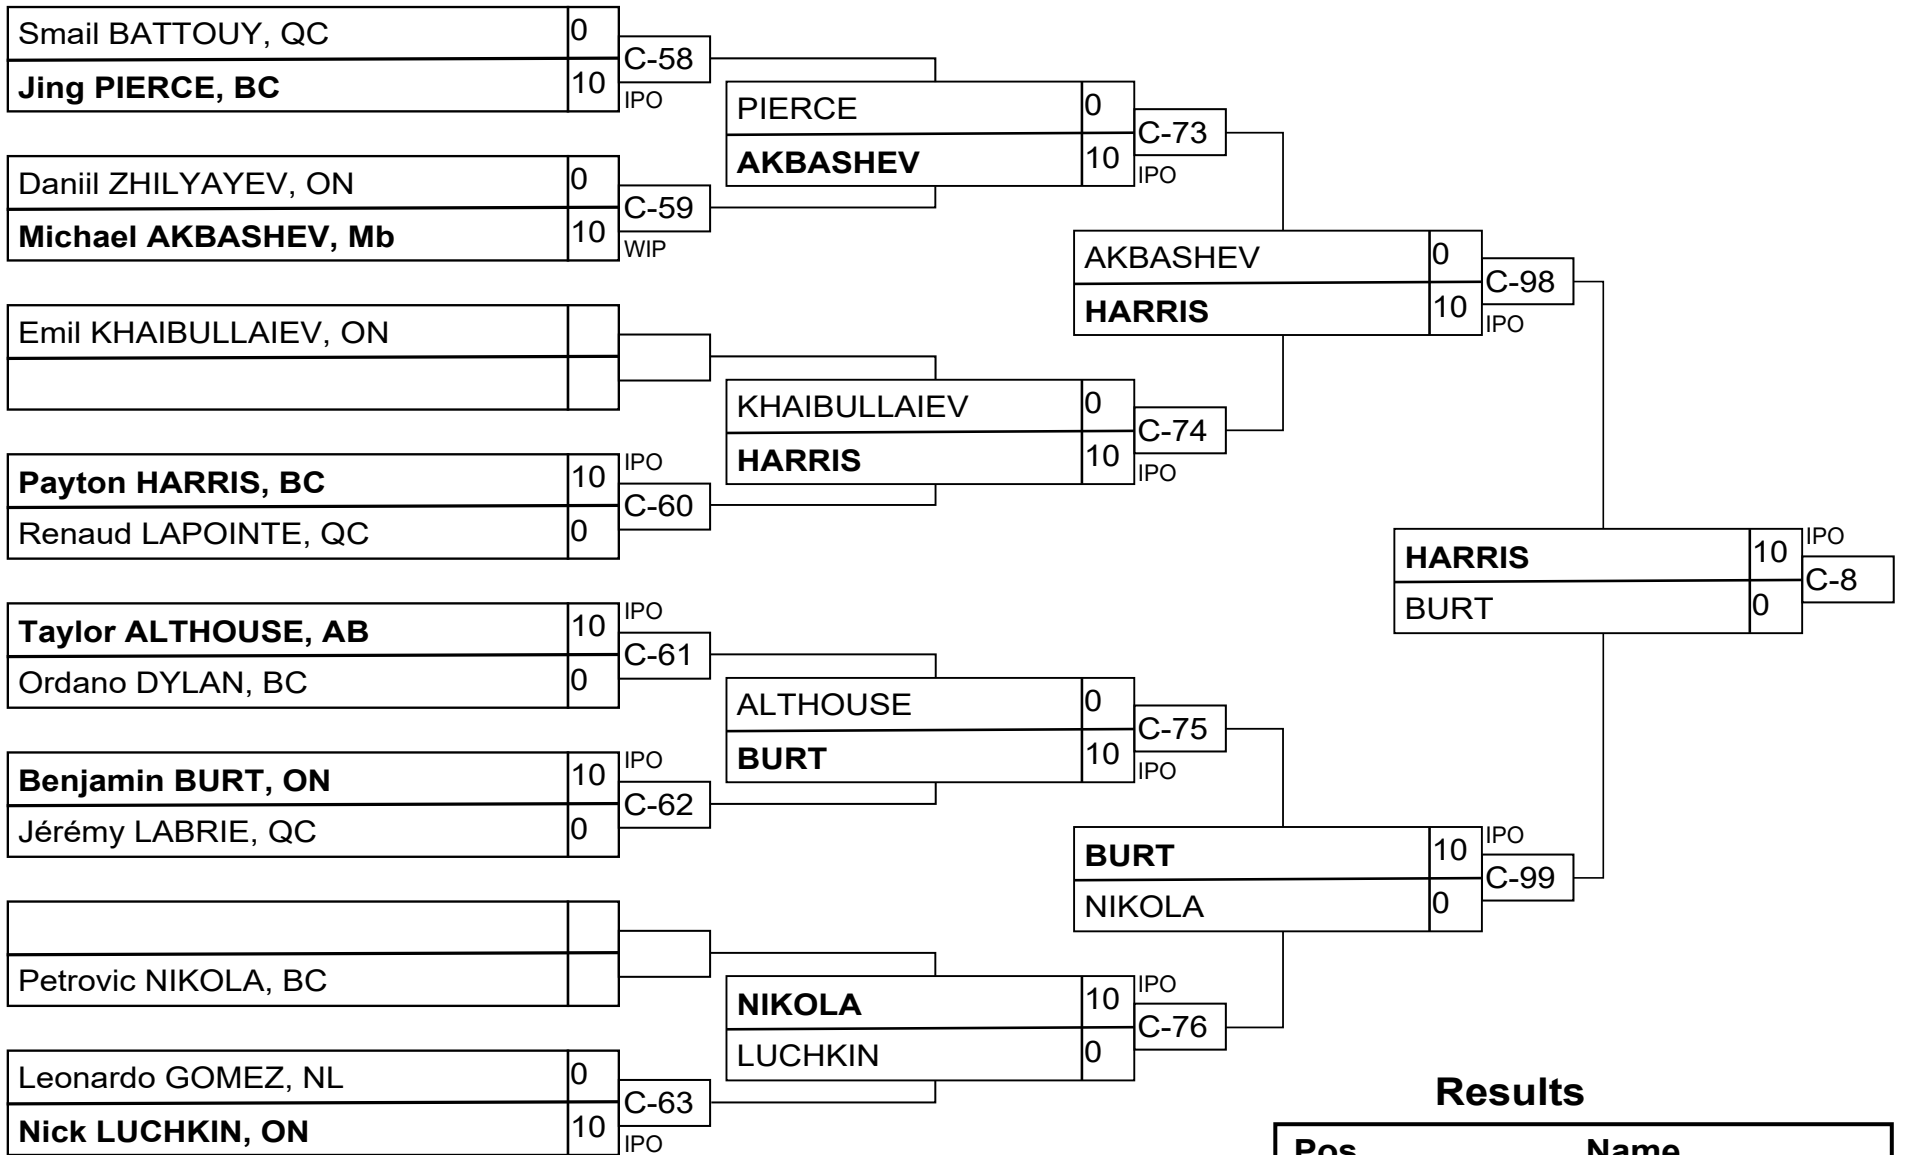 Smail BATTOUY, QC 0
C-58
Jing PIERCE, BC 10 IPO
Daniil ZHILYAYEV, ON 0
C-59
Michael AKBASHEV, Mb 10 WIP
Emil KHAIBULLAIEV, ON
Payton HARRIS, BC 10 IPO
C-60
Renaud LAPOINTE, QC 0
Taylor ALTHOUSE, AB 10 IPO
C-61
Ordano DYLAN, BC 0
Benjamin BURT, ON 10 IPO
C-62
Jérémy LABRIE, QC 0
Petrovic NIKOLA, BC
Leonardo GOMEZ, NL 0
C-63
Nick LUCHKIN, ON 10 IPO
PIERCE 0
C-73
AKBASHEV 10 IPO
KHAIBULLAIEV 0
C-74
HARRIS 10 IPO
ALTHOUSE 0
C-75
BURT 10 IPO
NIKOLA 10 IPO
C-76
LUCHKIN 0
AKBASHEV 0
C-98
HARRIS 10 IPO
BURT 10 IPO
C-99
NIKOLA 0
HARRIS 10 IPO
C-8
BURT 0
Results
Pos Name